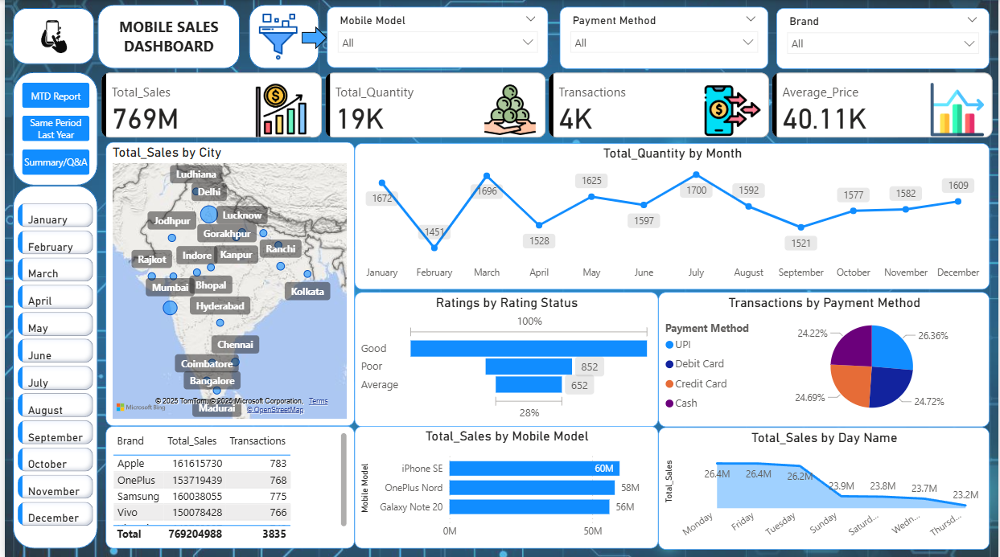 MOBILE SALES
DASHBOARD
Mobile Model
All
Payment Method
All
Brand
All
MTD Report
Same Period
Last Year
Summary/Q&A
Total_Sales
769M
Total_Quantity
19K
Transactions
4K
Average_Price
40.11K
January
February
March
April
May
June
July
August
September
October
November
December
Total_Sales by City
Ludhiana
Delhi
Jodhpur
Lucknow
Gorakhpur
Rajkot
Indore
Kanpur
Ranchi
Mumbai
Bhopal
Kolkata
Hyderabad
Chennai
Coimbatore
Bangalore
Madurai
Microsoft Bing
© 2025 TomTom, © 2025 Microsoft Corporation, Terms
© OpenStreetMap
Total_Quantity by Month
1672
1451
1696
1528
1625
1597
1700
1592
1521
1577
1582
1609
January February March April May June July August September October November December
Ratings by Rating Status
100%
Good
Poor 852
Average 652
28%
Transactions by Payment Method
Payment Method
UPI
Debit Card
Credit Card
Cash
24.22%
26.36%
24.69%
24.72%
Brand Total_Sales Transactions
Apple 161615730 783
OnePlus 153719439 768
Samsung 160038055 775
Vivo 150078428 766
Total 769204988 3835
Total_Sales by Mobile Model
Mobile Model
iPhone SE 60M
OnePlus Nord 58M
Galaxy Note 20 56M
0M 50M
Total_Sales by Day Name
Total_Sales
26.4M 26.4M 26.2M 23.9M 23.8M 23.7M 23.2M
Monday Friday Tuesday Sunday Saturd... Wedn... Thursd...